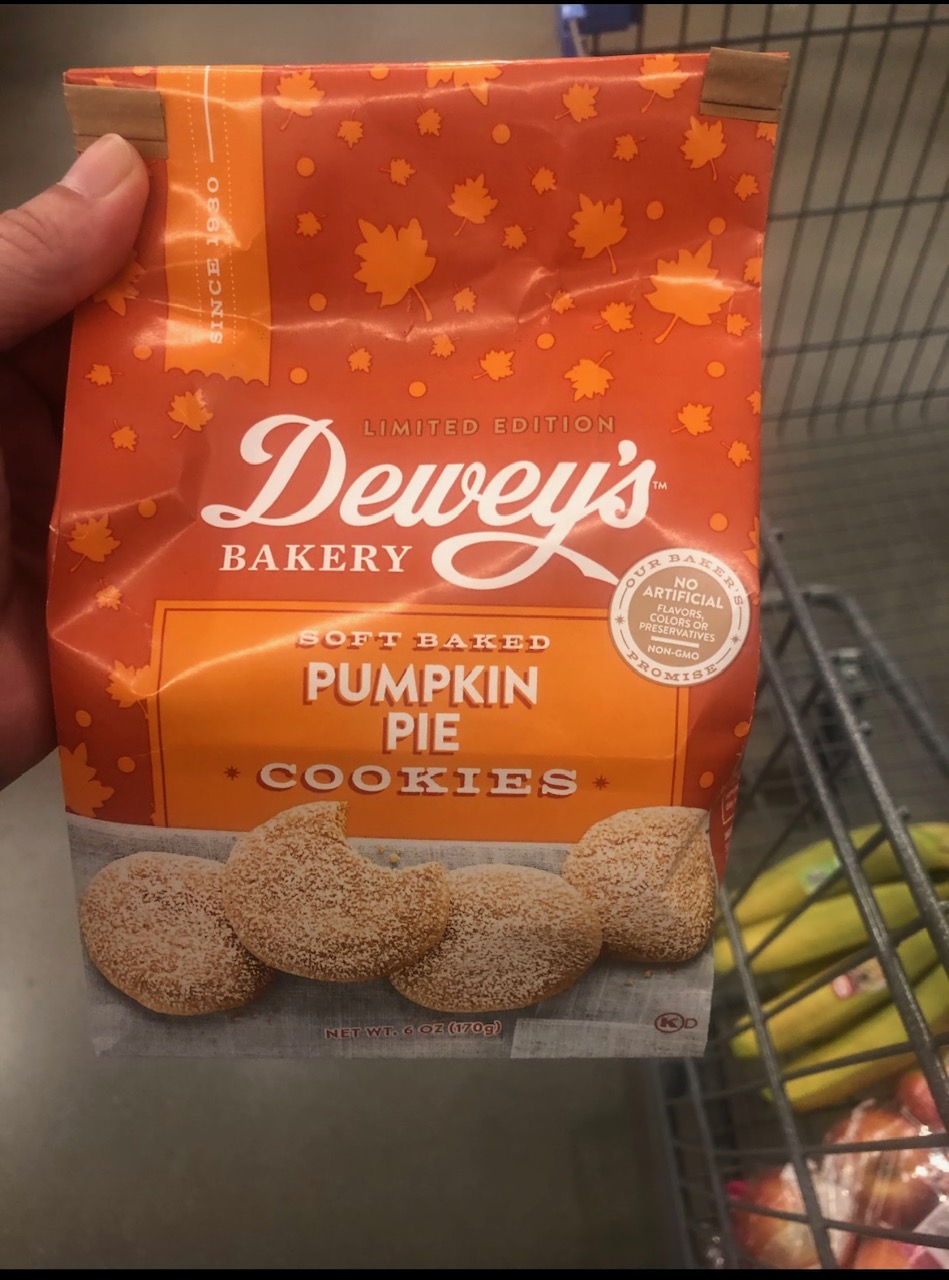 SINCE 1930
LIMITED EDITION
Dewey's™
BAKERY
OUR BAKER'S
NO
ARTIFICIAL
FLAVORS,
COLORS OR
PRESERVATIVES
NON-GMO
PROMISE
SOFT BAKED
PUMPKIN
PIE
COOKIES
NET WT. 6 OZ (170g)
K D